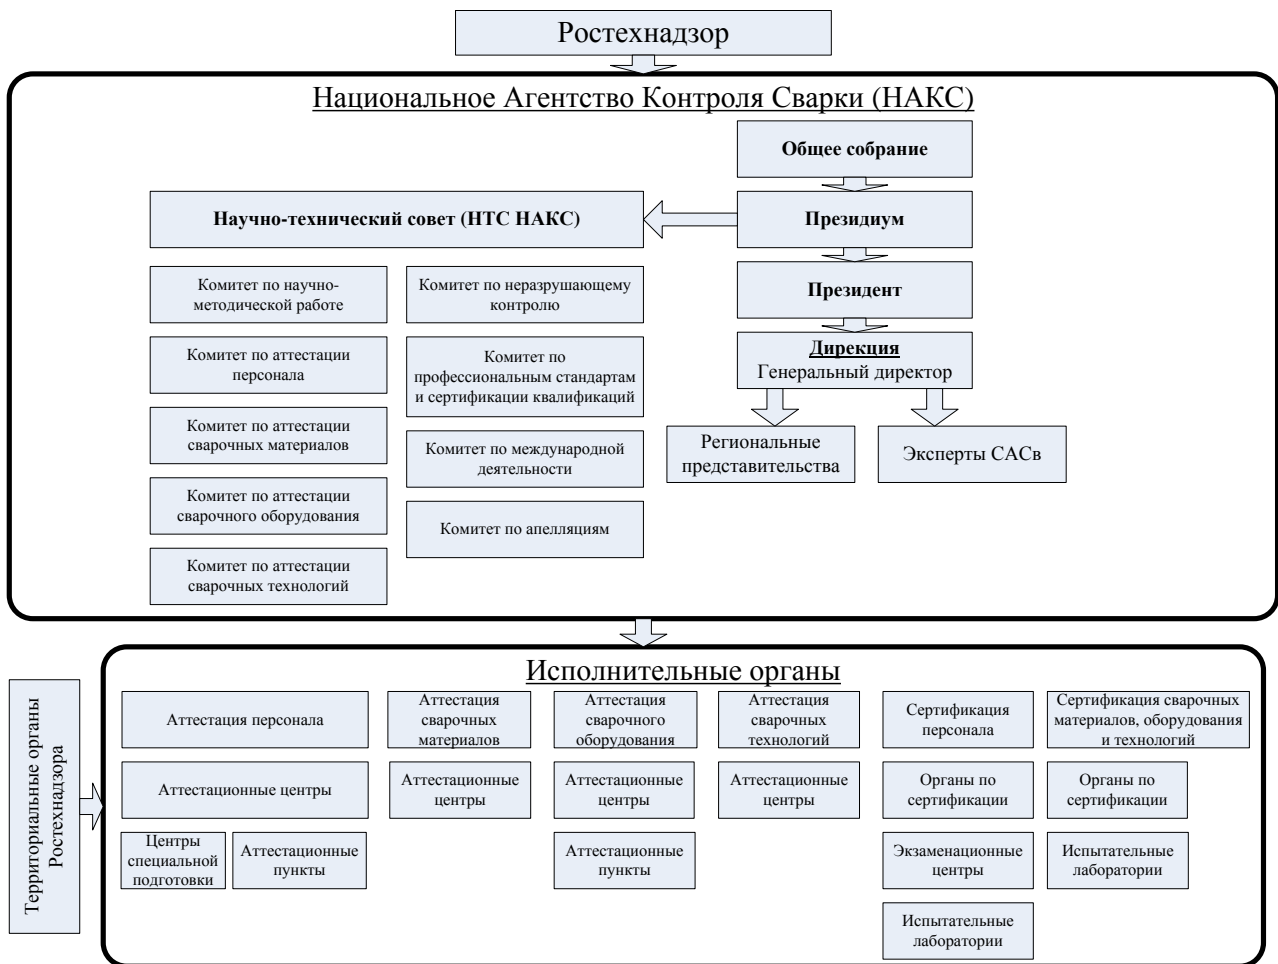 Ростехнадзор
Национальное Агентство Контроля Сварки (НАКС)
Общее собрание
Научно-технический совет (НТС НАКС)
Президиум
Президент
Дирекция
Генеральный директор
Региональные
представительства
Эксперты САСв
Комитет по научно-
методической работе
Комитет по аттестации
персонала
Комитет по аттестации
сварочных материалов
Комитет по аттестации
сварочного оборудования
Комитет по аттестации
сварочных технологий
Комитет по неразрушающему
контролю
Комитет по
профессиональным стандартам
и сертификации квалификаций
Комитет по международной
деятельности
Комитет по апелляциям
Территориальные органы
Ростехнадзора
Исполнительные органы
Аттестация персонала
Аттестационные центры
Центры
специальной
подготовки
Аттестационные
пункты
Аттестация
сварочных
материалов
Аттестационные
центры
Аттестация
сварочного
оборудования
Аттестационные
центры
Аттестационные
пункты
Аттестация
сварочных
технологий
Аттестационные
центры
Сертификация
персонала
Органы по
сертификации
Экзаменационные
центры
Испытательные
лаборатории
Сертификация сварочных
материалов, оборудования
и технологий
Органы по
сертификации
Испытательные
лаборатории